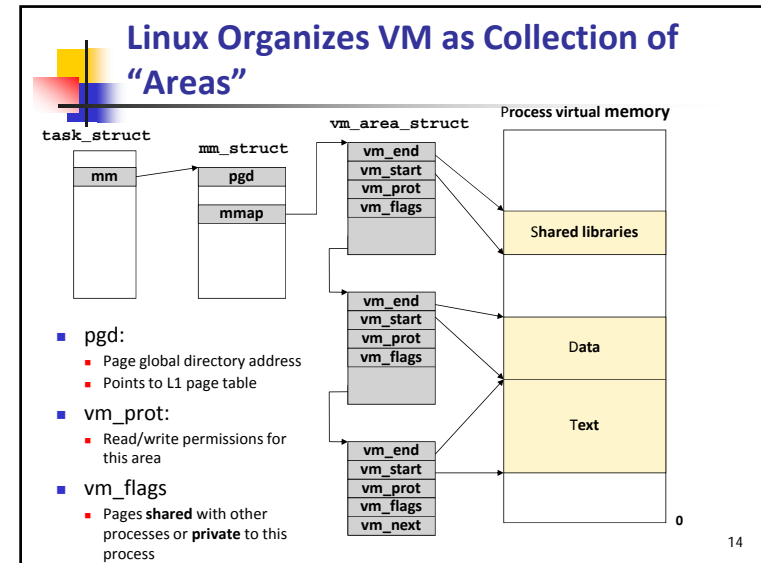 Linux Organizes VM as Collection of
“Areas”
task_struct
mm
mm_struct
pgd
mmap
vm_area_struct
vm_end
vm_start
vm_prot
vm_flags
vm_end
vm_start
vm_prot
vm_flags
vm_end
vm_start
vm_prot
vm_flags
vm_next
Process virtual memory
Shared libraries
Data
Text
0
pgd:
Page global directory address
Points to L1 page table
vm_prot:
Read/write permissions for
this area
vm_flags
Pages shared with other
processes or private to this
process
14